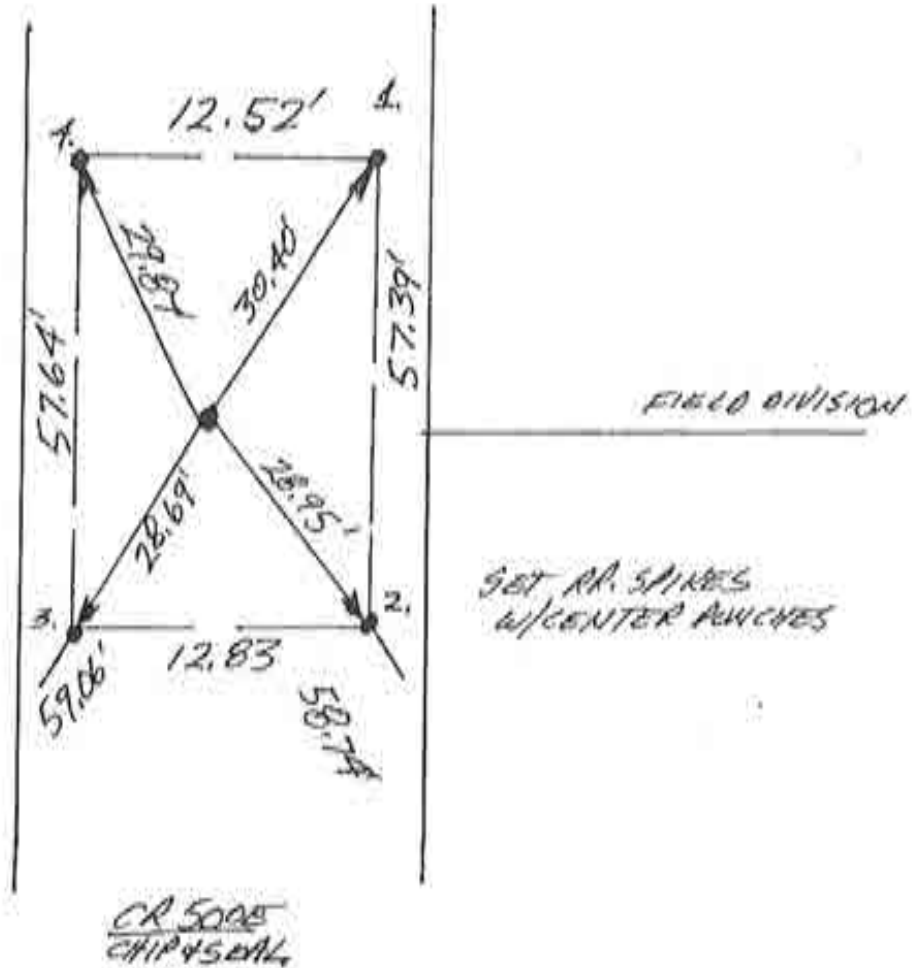 12.52'
1.
4.
30.40
57.64'
57.39'
FIELD DIVISION
28.69'
28.95'
SET RR. SPIKES
W/CENTER PUNCHES
3.
2.
12.83
59.06'
58.74
CR 500E
CHIP & SEAL